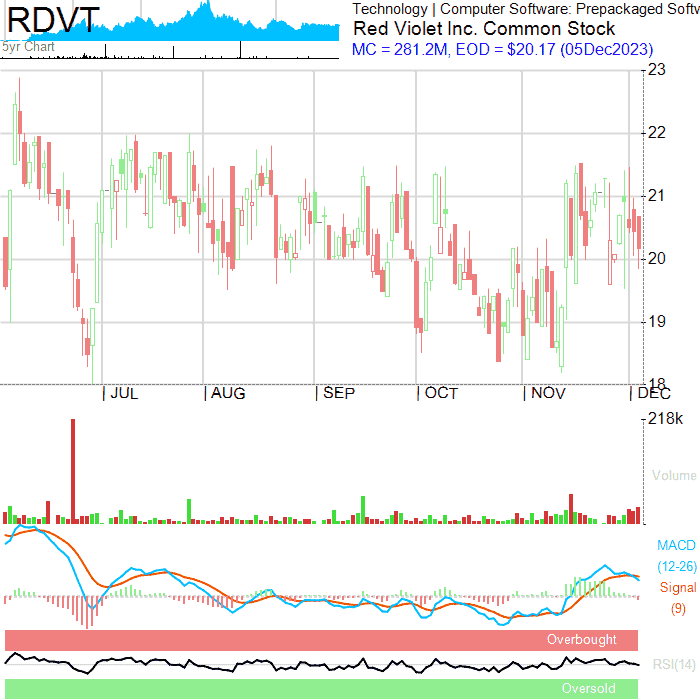 RDVT
5yr Chart
Technology | Computer Software: Prepackaged Softw
Red Violet Inc. Common Stock
MC = 281.2M, EOD = $20.17 (05Dec2023)
23
22
21
20
19
18
| JUL
| AUG
| SEP
| OCT
| NOV
| DEC
218k
Volume
MACD
(12-26)
Signal
(9)
Overbought
RSI(14)
Oversold